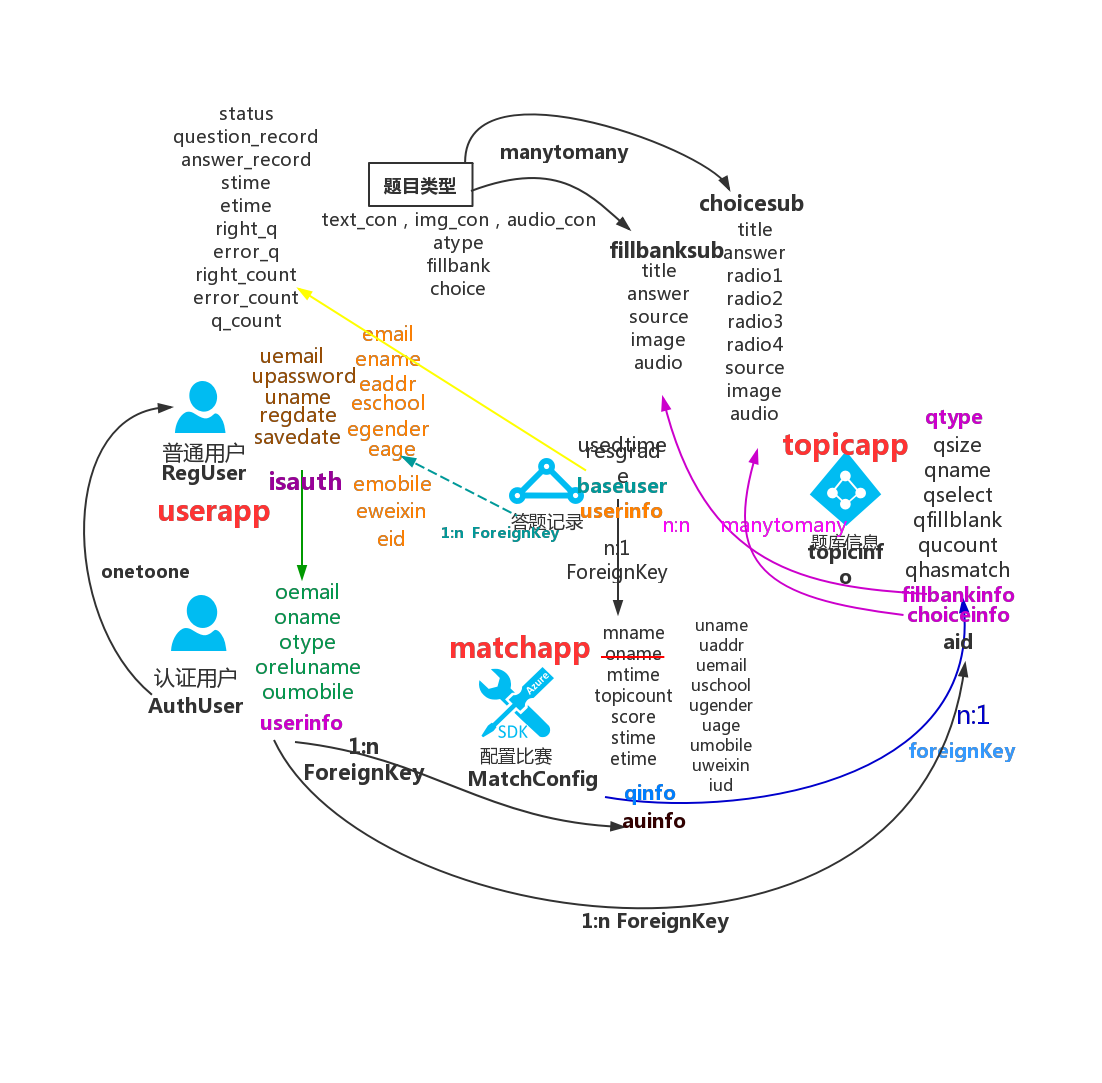 status
question_record
answer_record
stime
etime
right_q
error_q
right_count
error_count
q_count
manytomany
题目类型
text_con , img_con , audio_con
atype
fillbank
choice
choicesub
title
answer
radio1
radio2
radio3
radio4
source
image
audio
fillbanksub
title
answer
source
image
audio
email
ename
eaddr
eschool
egender
eage
emobile
eweixin
eid
uemail
upassword
uname
regdate
savedate
isauth
普通用户
RegUser
userapp
onetoone
认证用户
AuthUser
oemail
oname
otype
oreluname
oumobile
userinfo
1:n
ForeignKey
usedtime
resgrad
e
baseuser
userinfo
答题记录
1:n ForeignKey
n:1
ForeignKey
n:n
manytomany
topicapp
题库信息
topicinf
o
qtype
qsize
qname
qselect
qfillblank
qucount
qhasmatch
fillbankinfo
choiceinfo
aid
n:1
foreignKey
matchapp
Azure
SDK
配置比赛
MatchConfig
mname
oname
mtime
topicount
score
stime
etime
qinfo
auinfo
uname
uaddr
uemail
uschool
ugender
uage
umobile
uweixin
iud
1:n ForeignKey